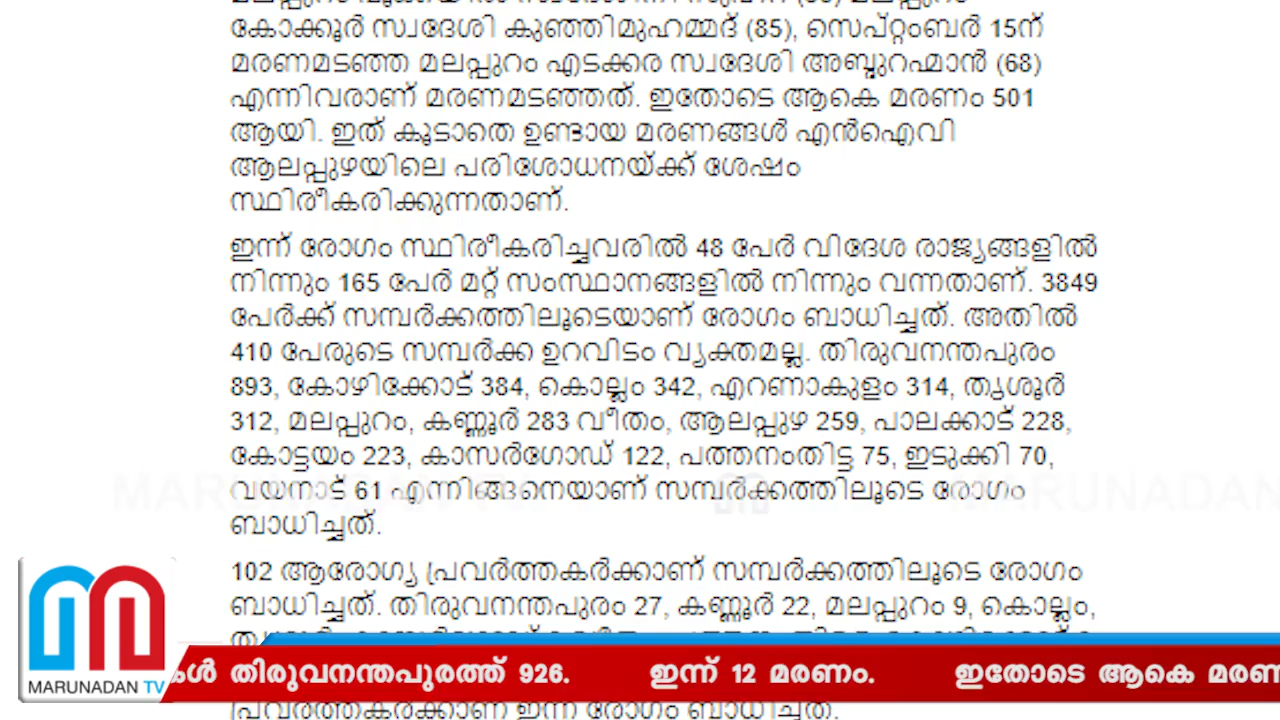 കോക്കൂർ സ്വദേശി കുഞ്ഞിമുഹമ്മദ് (85), സെപ്റ്റംബർ 15ന്
മരണമടഞ്ഞ മലപ്പുറം എടക്കര സ്വദേശി അബ്ദുറഹ്മാൻ (68)
എന്നിവരാണ് മരണമടഞ്ഞത്. ഇതോടെ ആകെ മരണം 501
ആയി. ഇത് കൂടാതെ ഉണ്ടായ മരണങ്ങൾ എൻഐവി
ആലപ്പുഴയിലെ പരിശോധനയ്ക്ക് ശേഷം
സ്ഥിരീകരിക്കുന്നതാണ്.
ഇന്ന് രോഗം സ്ഥിരീകരിച്ചവരിൽ 48 പേർ വിദേശ രാജ്യങ്ങളിൽ
നിന്നും 165 പേർ മറ്റ് സംസ്ഥാനങ്ങളിൽ നിന്നും വന്നതാണ്. 3849
പേർക്ക് സമ്പർക്കത്തിലൂടെയാണ് രോഗം ബാധിച്ചത്. അതിൽ
410 പേരുടെ സമ്പർക്ക ഉറവിടം വ്യക്തമല്ല. തിരുവനന്തപുരം
893, കോഴിക്കോട് 384, കൊല്ലം 342, എറണാകുളം 314, തൃശൂർ
312, മലപ്പുറം, കണ്ണൂർ 283 വീതം, ആലപ്പുഴ 259, പാലക്കാട് 228,
കോട്ടയം 223, കാസർഗോഡ് 122, പത്തനംതിട്ട 75, ഇടുക്കി 70,
വയനാട് 61 എന്നിങ്ങനെയാണ് സമ്പർക്കത്തിലൂടെ രോഗം
ബാധിച്ചത്.
102 ആരോഗ്യ പ്രവർത്തകർക്കാണ് സമ്പർക്കത്തിലൂടെ രോഗം
ബാധിച്ചത്. തിരുവനന്തപുരം 27, കണ്ണൂർ 22, മലപ്പുറം 9, കൊല്ലം,
MARUNADAN TV
കൾ തിരുവനന്തപുരത്ത് 926. ഇന്ന് 12 മരണം. ഇതോടെ ആകെ മരണ
പ്രവർത്തകർക്കാണ് ഇന്ന് രോഗം ബാധിച്ചത്.